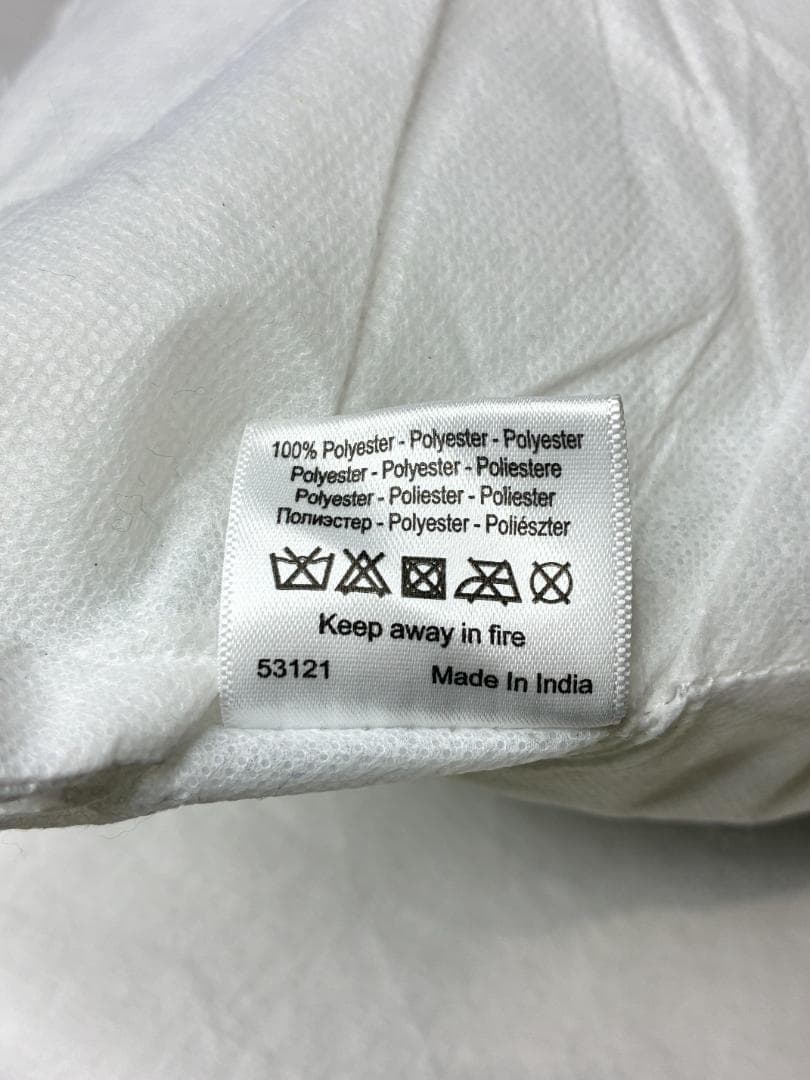 100% Polyester - Polyester - Polyester
Polyester - Polyester - Poliestere
Polyester - Poliester - Poliester
Полиэстер - Polyester - Poliészter
Keep away in fire
53121 Made In India